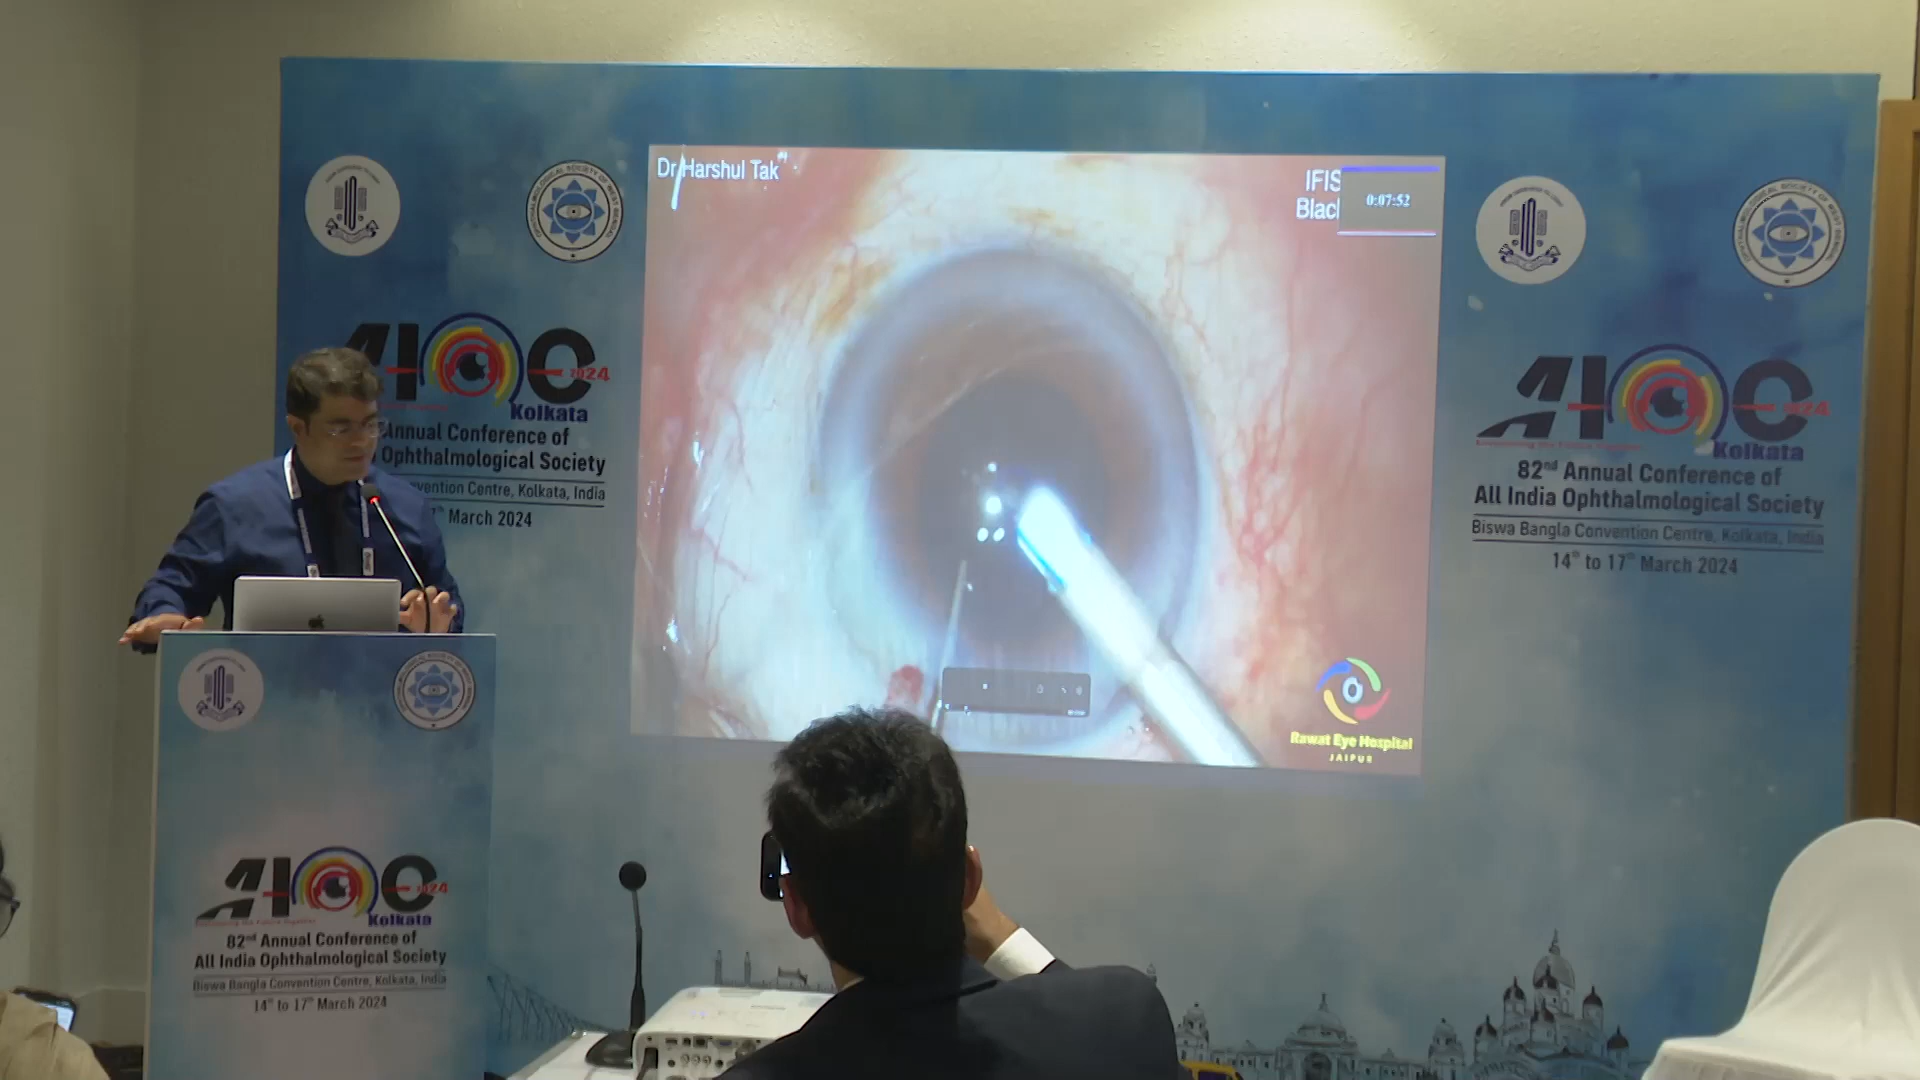 Dr Harshul Tak
IFIS
0:07:52
Rawat Eye Hospital
JAIPUR
2024
Kolkata
Annual Conference of
Ophthalmological Society
Centre, Kolkata, India
March 2024
AIOC
2024
Kolkata
82nd Annual Conference of
All India Ophthalmological Society
Biswa Bangla Convention Centre, Kolkata, India
14th to 17th March 2024
AIOC
2024
Kolkata
82nd Annual Conference of
All India Ophthalmological Society
Biswa Bangla Convention Centre, Kolkata, India
14th to 17th March 2024